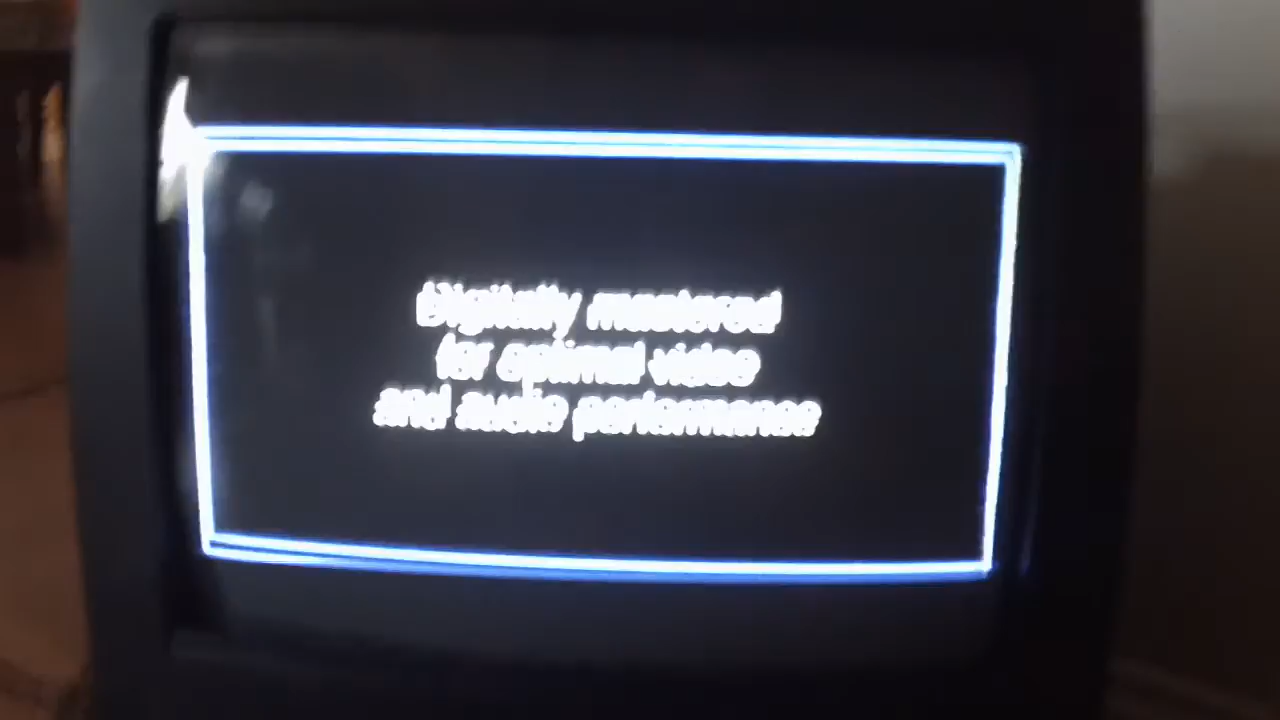 Digitally mastered
for optimal video
and audio performance